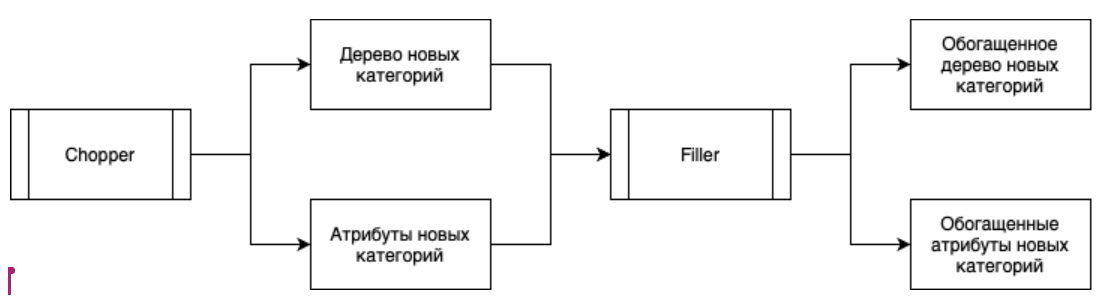 Chopper
Дерево новых
категорий
Атрибуты новых
категорий
Filler
Обогащенное
дерево новых
категорий
Обогащенные
атрибуты новых
категорий